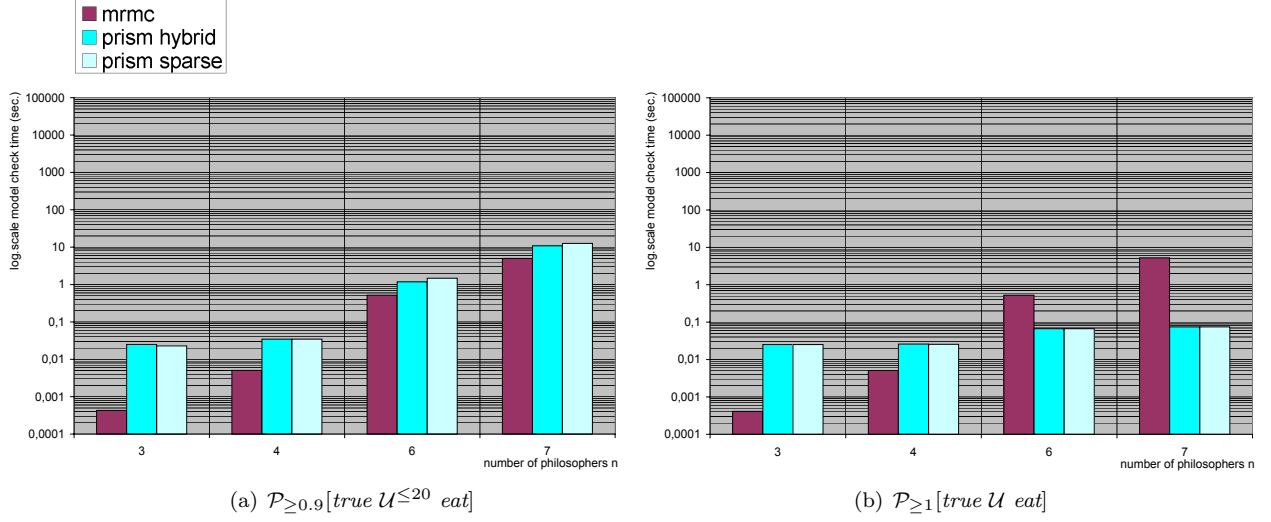 mrmc
prism hybrid
prism sparse
log.scale model check time (sec.)
100000
10000
1000
100
10
1
0,1
0,01
0,001
0,0001
3 4 6 7
number of philosophers n
(a) 𝒫≥0.9[true 𝒰≤20 eat]
log.scale model check time (sec.)
100000
10000
1000
100
10
1
0,1
0,01
0,001
0,0001
3 4 6 7
number of philosophers n
(b) 𝒫≥1[true 𝒰 eat]